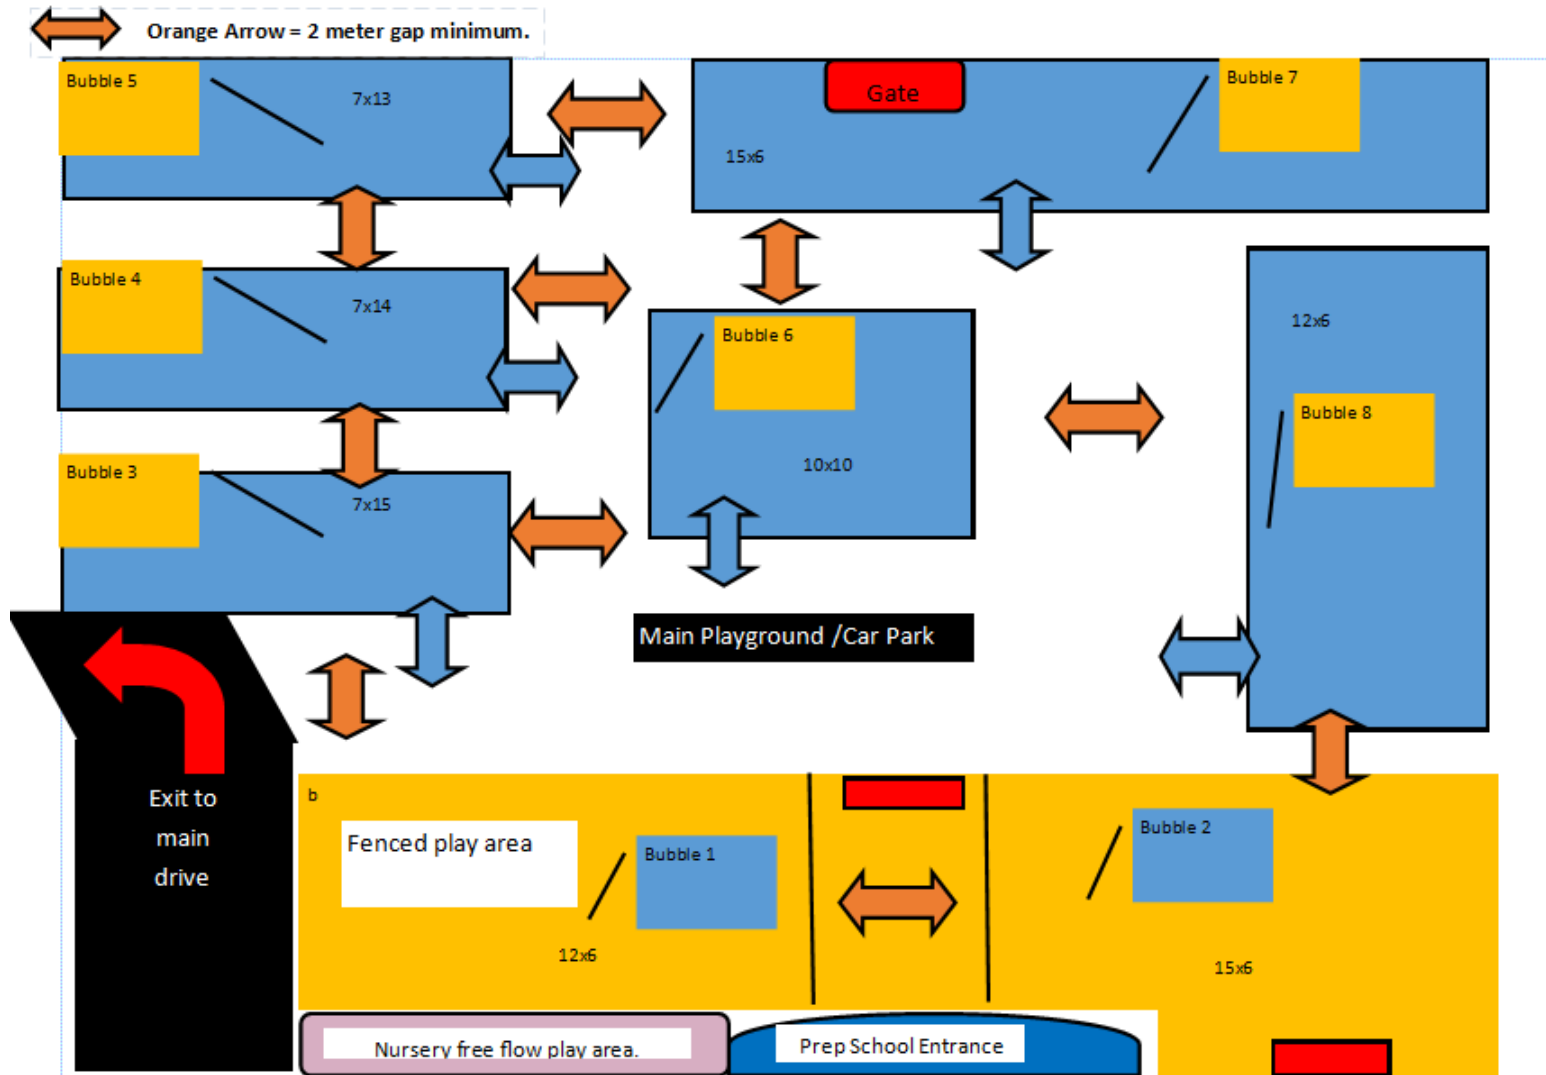 Orange Arrow = 2 meter gap minimum.
Bubble 5
7x13
Gate
Bubble 7
15x6
Bubble 4
7x14
Bubble 6
10x10
12x6
Bubble 8
Bubble 3
7x15
Main Playground /Car Park
Exit to
main
drive
b
Fenced play area
Bubble 1
12x6
Bubble 2
15x6
Nursery free flow play area.
Prep School Entrance